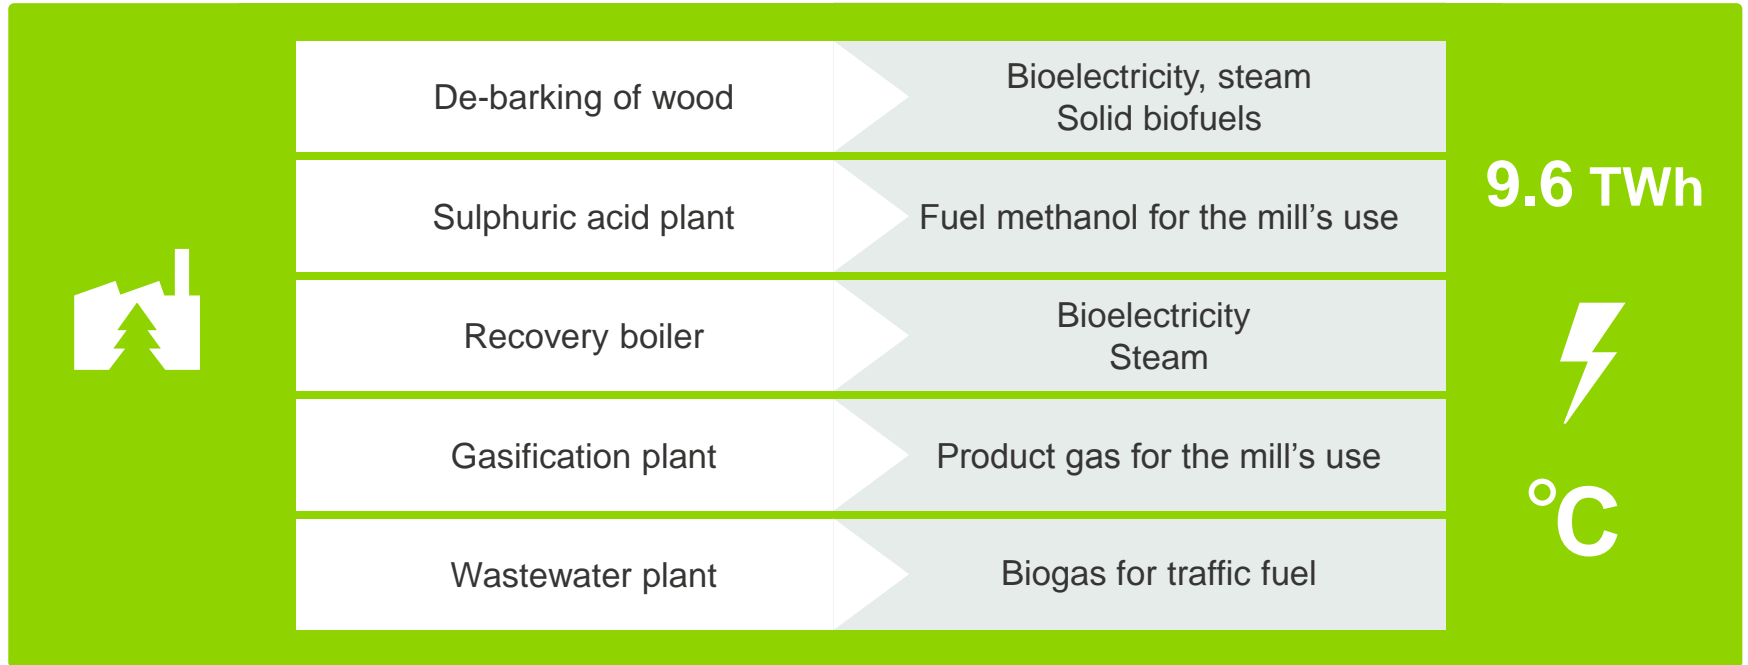 De-barking of wood
Bioelectricity, steam
Solid biofuels
Sulphuric acid plant
Fuel methanol for the mill’s use
Recovery boiler
Bioelectricity
Steam
Gasification plant
Product gas for the mill’s use
Wastewater plant
Biogas for traffic fuel
9.6 TWh
°C